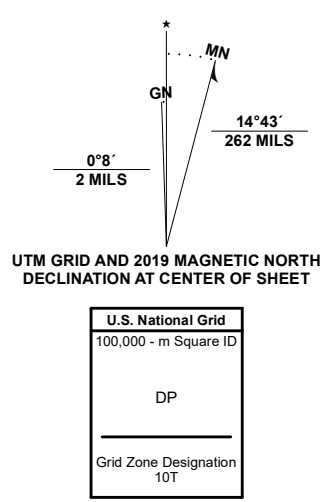 ★
MN
GN
14°43´
262 MILS
0°8´
2 MILS
UTM GRID AND 2019 MAGNETIC NORTH
DECLINATION AT CENTER OF SHEET
U.S. National Grid
100,000 - m Square ID
DP
Grid Zone Designation
10T